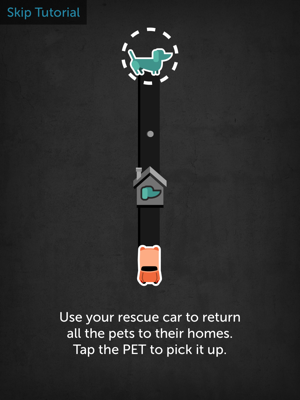 Skip Tutorial
Use your rescue car to return
all the pets to their homes.
Tap the PET to pick it up.